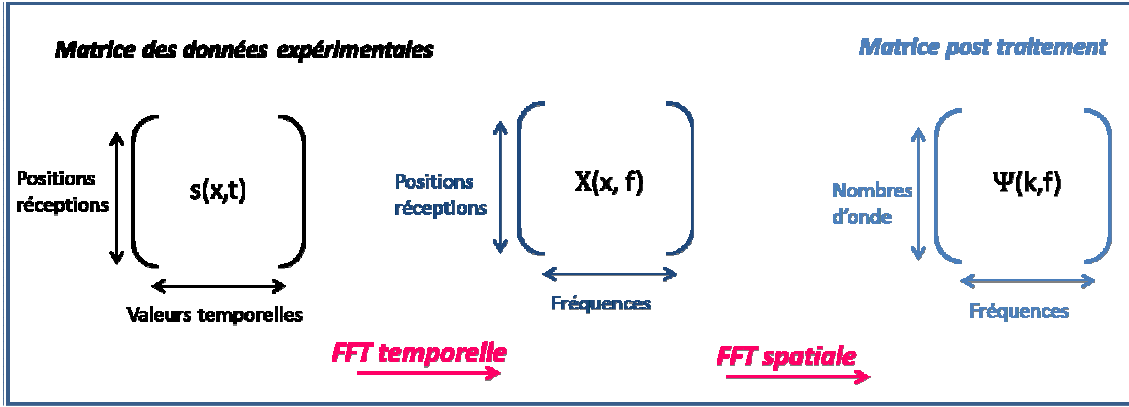 Matrice des données expérimentales
Matrice post traitement
Positions
réceptions
s(x,t)
Valeurs temporelles
Positions
réceptions
X(x, f)
Fréquences
Nombres
d'onde
Ψ(k,f)
Fréquences
FFT temporelle
FFT spatiale